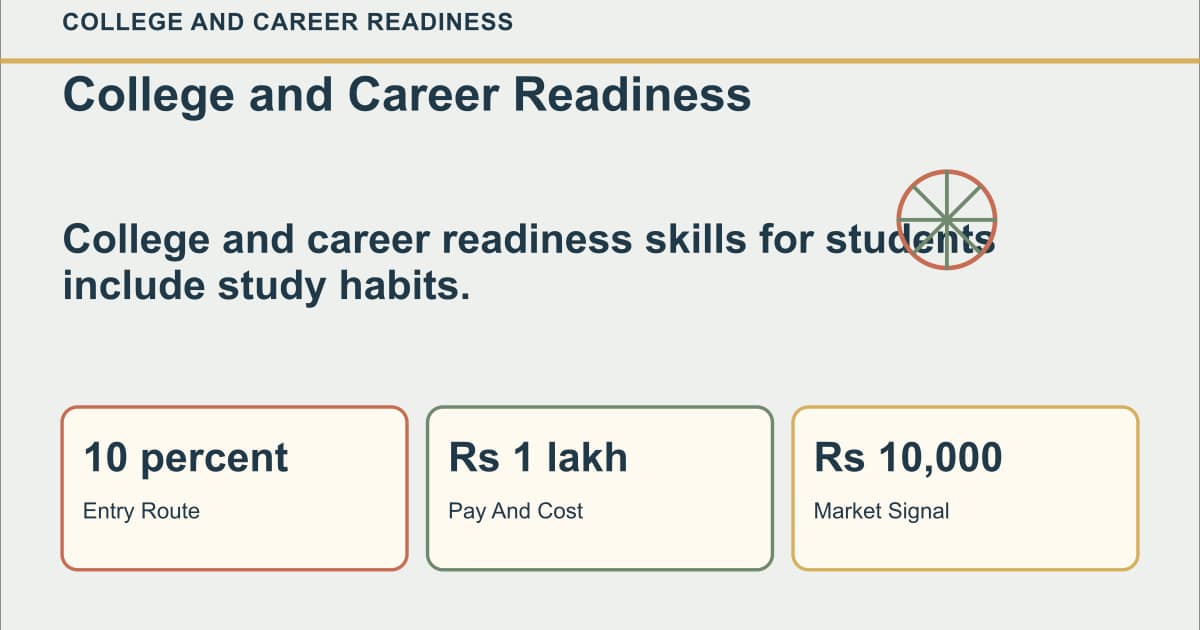 COLLEGE AND CAREER READINESS
College and Career Readiness
College and career readiness skills for students
include study habits.
10 percent
Entry Route
Rs 1 lakh
Pay And Cost
Rs 10,000
Market Signal